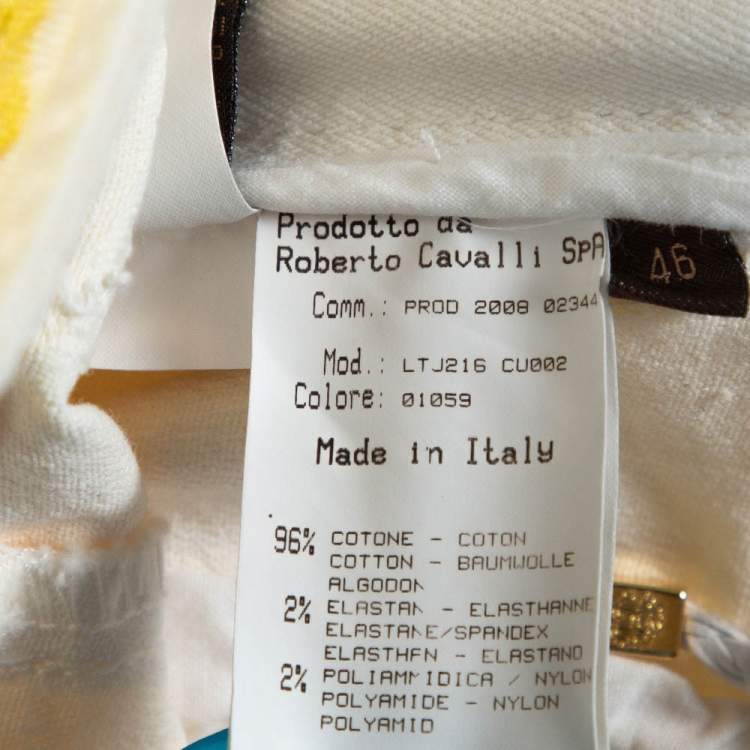 Prodotto da
Roberto Cavalli SpA
46
Comm.: PROD 2008 02344
Mod.: LTJ216 CU002
Colore: 01059
Made in Italy
96% COTONE - COTON
COTTON - BAUMWOLLE
ALGODON
2% ELASTAN - ELASTHANNE
ELASTANE/SPANDEX
ELASTHAN - ELASTANO
2% POLIAMMIDICA / NYLON
POLYAMIDE - NYLON
POLYAMID